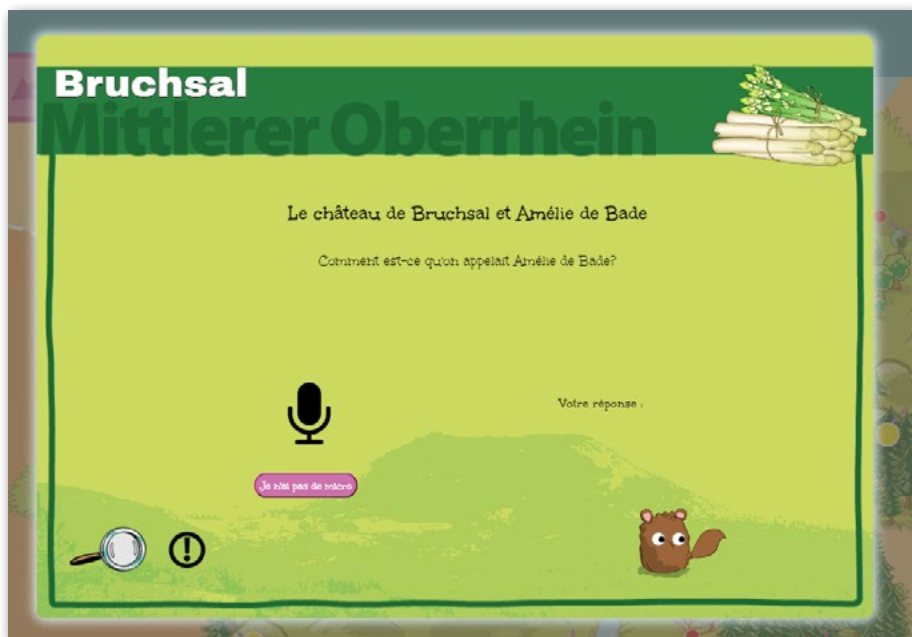 Bruchsal
Mittlerer Oberrhein
Le château de Bruchsal et Amélie de Bade
Comment est-ce qu'on appelait Amélie de Bade?
Votre réponse :
Je n'ai pas de micro